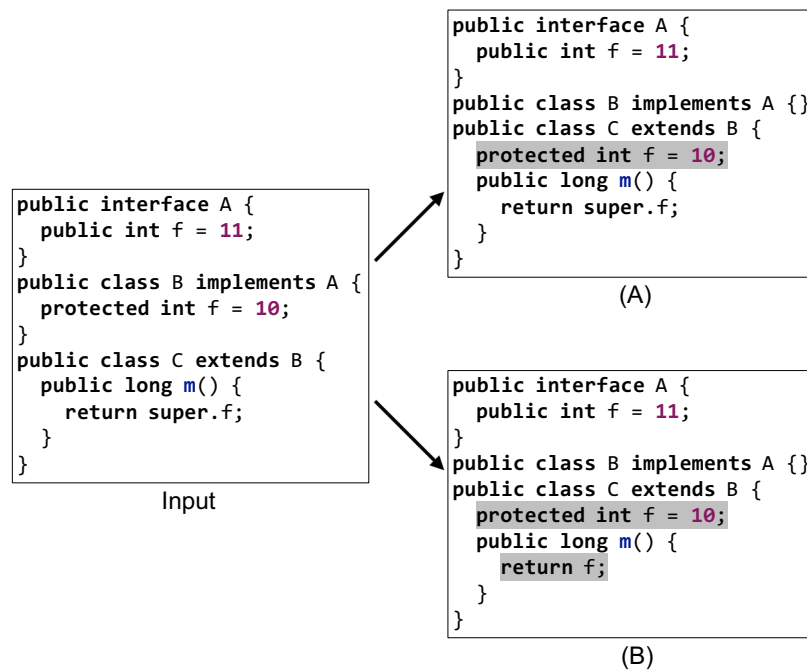 public interface A {
public int f = 11;
}
public class B implements A {
protected int f = 10;
}
public class C extends B {
public long m() {
return super.f;
}
}
Input
public interface A {
public int f = 11;
}
public class B implements A {}
public class C extends B {
protected int f = 10;
public long m() {
return super.f;
}
}
(A)
public interface A {
public int f = 11;
}
public class B implements A {}
public class C extends B {
protected int f = 10;
public long m() {
return f;
}
}
(B)